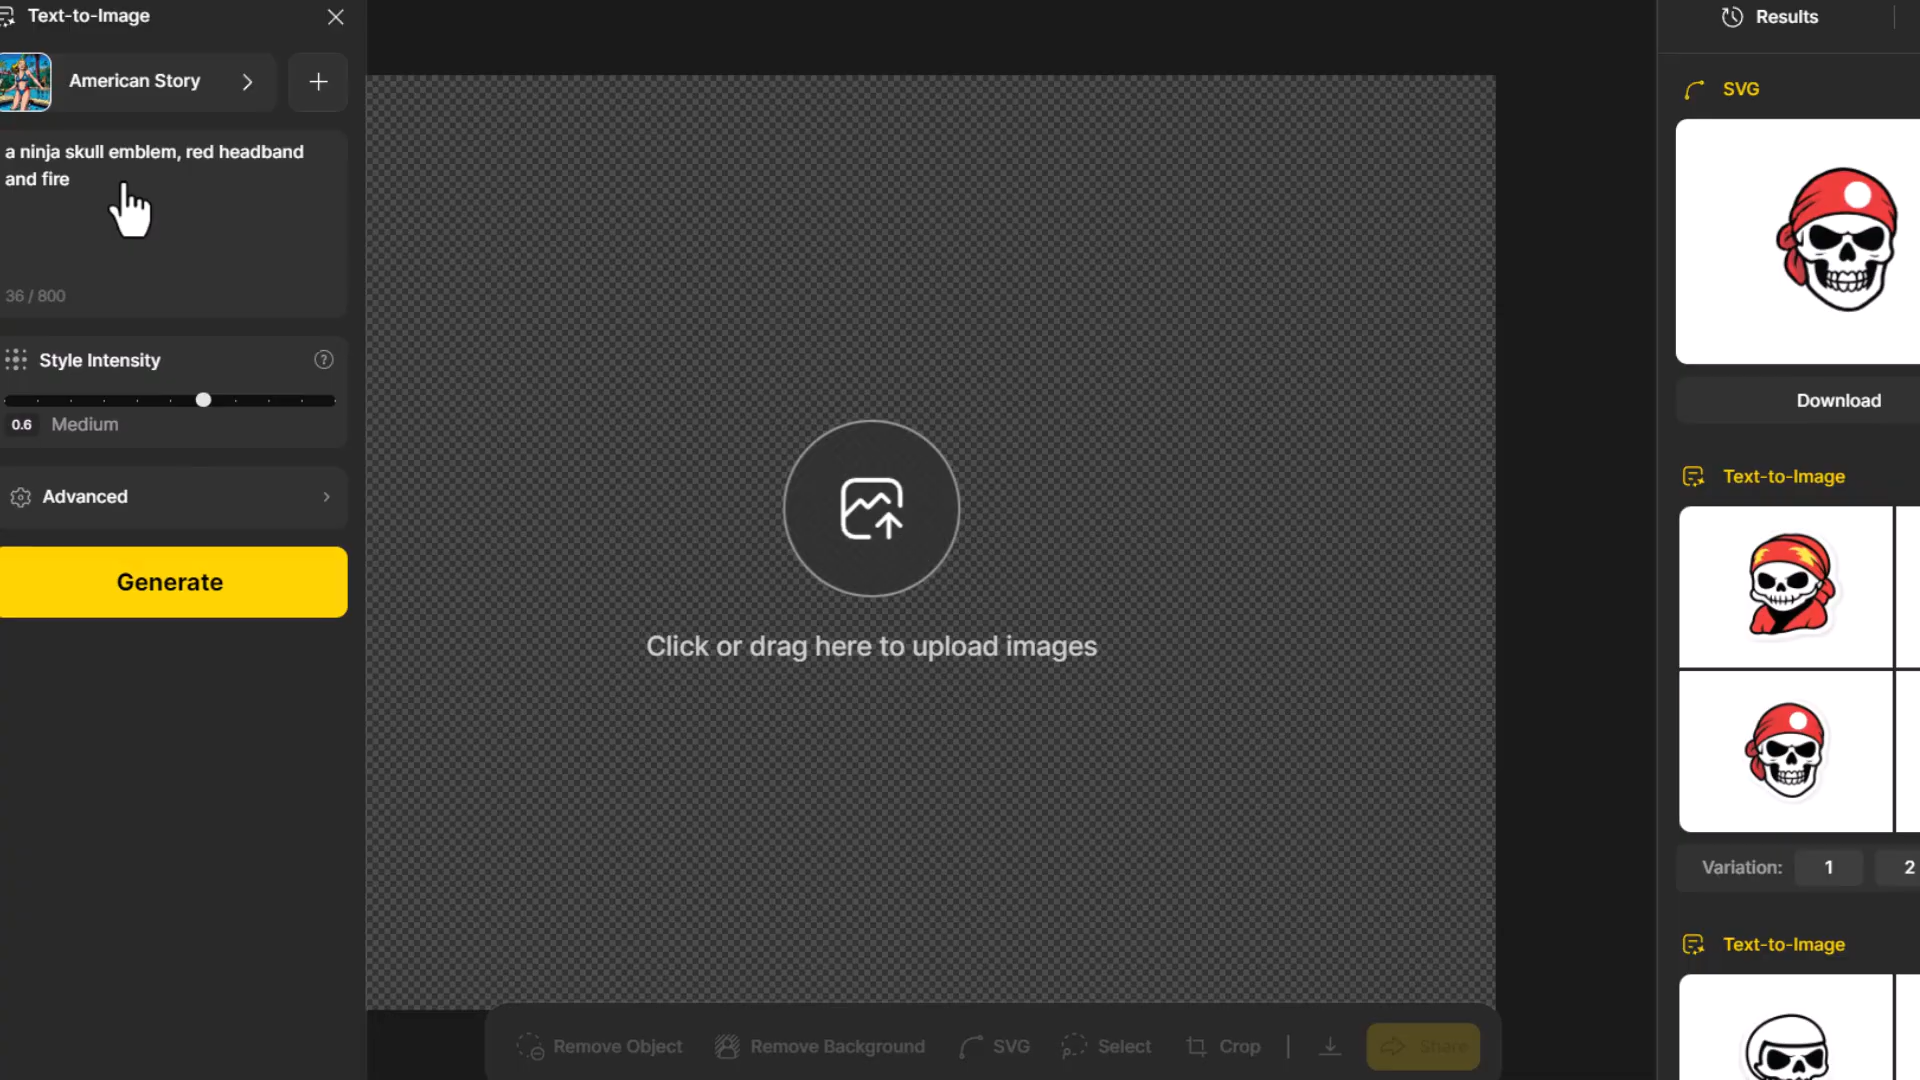 Text-to-Image
American Story
a ninja skull emblem, red headband
and fire
36 / 800
Style Intensity
0.6 Medium
Advanced
Generate
Click or drag here to upload images
Remove Object Remove Background SVG Select Crop Share
Results
SVG
Download
Text-to-Image
Variation: 1 2
Text-to-Image